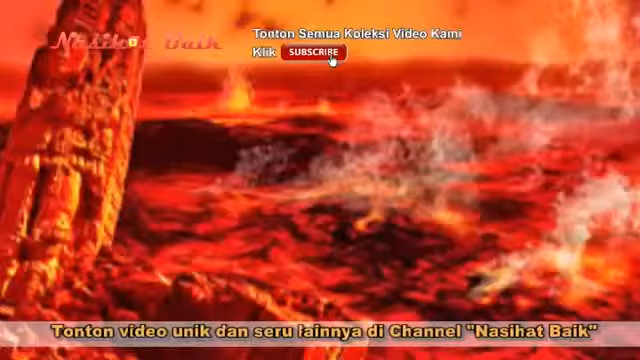 Nasihat Baik
Tonton Semua Koleksi Video Kami
Klik SUBSCRIBE
Tonton video unik dan seru lainnya di Channel "Nasihat Baik"